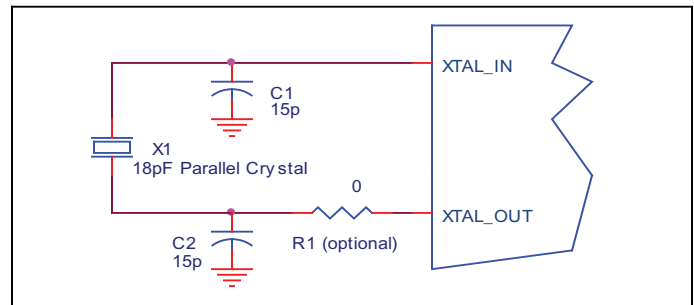 XTAL_IN
C1
15p
X1
18pF Parallel Crystal
0
XTAL_OUT
C2
15p
R1 (optional)